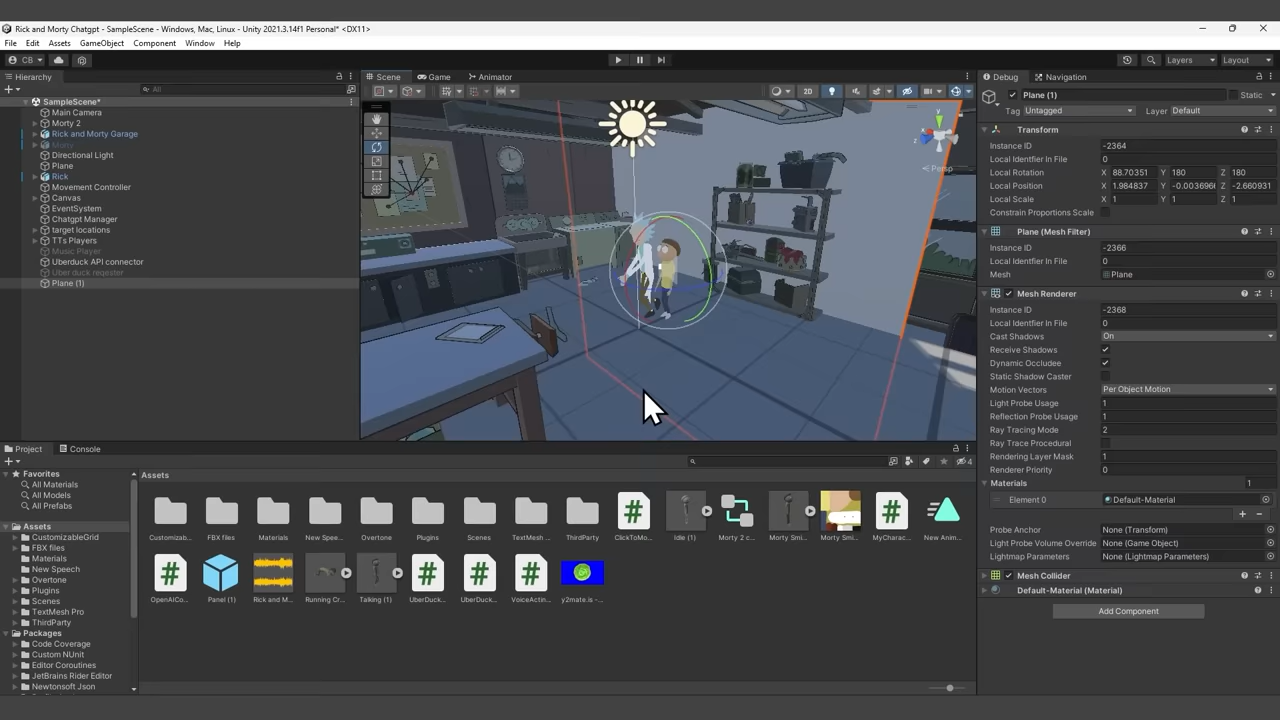 Rick and Morty Chatgpt - SampleScene - Windows, Mac, Linux - Unity 2021.3.14f1 Personal* <DX11>
File Edit Assets GameObject Component Window Help
CB Layers Layout
Hierarchy
All
SampleScene*
Main Camera
Morty 2
Rick and Morty Garage
Morty
Directional Light
Plane
Rick
Movement Controller
Canvas
EventSystem
Chatgpt Manager
target locations
TTs Players
Music Player
Uberduck API connector
Uber duck reqester
Plane (1)
Scene Game Animator
2D
y
x
z
Persp
Debug Navigation
Plane (1) Static
Tag Untagged Layer Default
Transform
Instance ID -2364
Local Identfier In File 0
Local Rotation X 88.70351 Y 180 Z 180
Local Position X 1.984837 Y -0.0036966 Z -2.660931
Local Scale X 1 Y 1 Z 1
Constrain Proportions Scale
Plane (Mesh Filter)
Instance ID -2366
Local Identfier In File 0
Mesh Plane
Mesh Renderer
Instance ID -2368
Local Identfier In File 0
Cast Shadows On
Receive Shadows
Dynamic Occludee
Static Shadow Caster
Motion Vectors Per Object Motion
Light Probe Usage 1
Reflection Probe Usage 1
Ray Tracing Mode 2
Ray Trace Procedural
Rendering Layer Mask 1
Renderer Priority 0
Materials 1
Element 0 Default-Material
Probe Anchor None (Transform)
Light Probe Volume Override None (Game Object)
Lightmap Parameters None (Lightmap Parameters)
Mesh Collider
Default-Material (Material)
Add Component
Project Console
4
Favorites
All Materials
All Models
All Prefabs
Assets
CustomizableGrid
FBX files
Materials
New Speech
Overtone
Plugins
Scenes
TextMesh Pro
ThirdParty
Packages
Code Coverage
Custom NUnit
Editor Coroutines
JetBrains Rider Editor
Newtonsoft Json
Assets
Customizab... FBX files Materials New Spee... Overtone Plugins Scenes TextMesh ... ThirdParty ClickToMo... Idle (1) Morty 2 c... Morty Smi... Morty Smi... MyCharac... New Anim...
OpenAICo... Panel (1) Rick and M... Running Cr... Talking (1) UberDuck... UberDuck... VoiceActin... y2mate.is -...